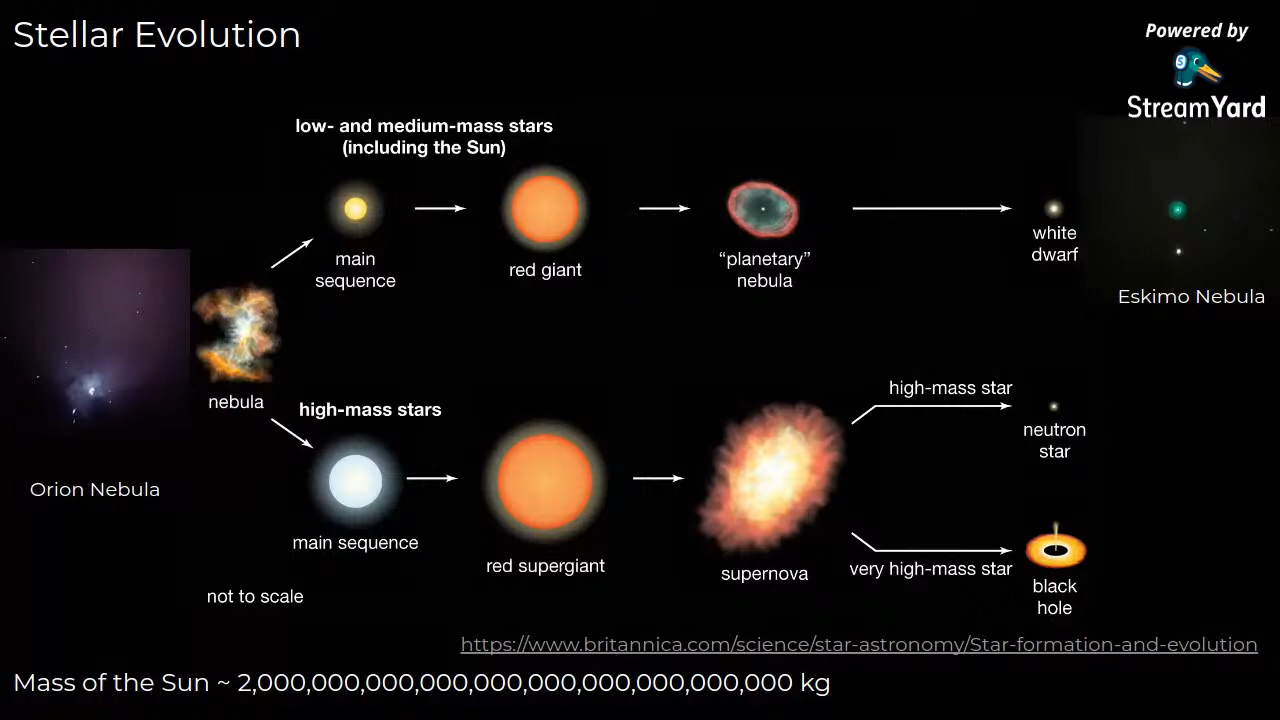 Stellar Evolution
Powered by
StreamYard
low- and medium-mass stars
(including the Sun)
main
sequence
red giant
"planetary"
nebula
white
dwarf
Eskimo Nebula
nebula
Orion Nebula
high-mass stars
main sequence
red supergiant
supernova
high-mass star
neutron
star
very high-mass star
black
hole
not to scale
https://www.britannica.com/science/star-astronomy/Star-formation-and-evolution
Mass of the Sun ~ 2,000,000,000,000,000,000,000,000,000,000 kg